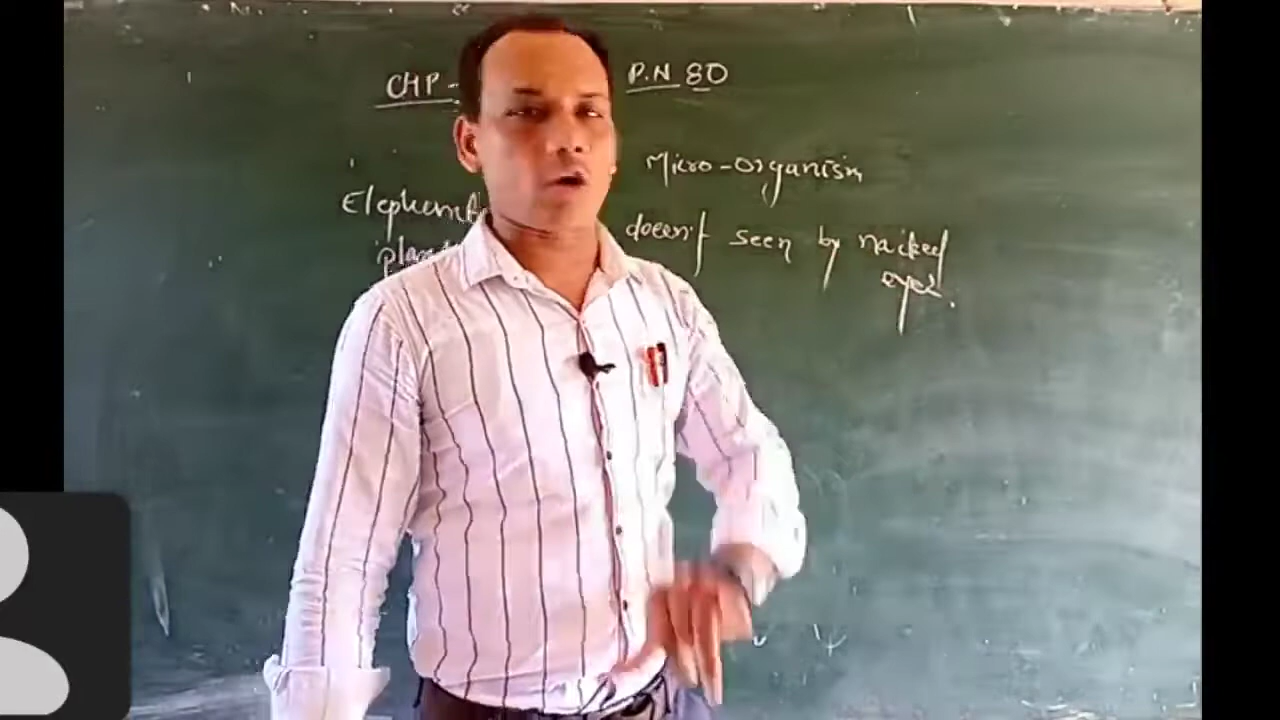 CHP - P.N 80
Micro-organism
doesn't seen by naked
eyes.